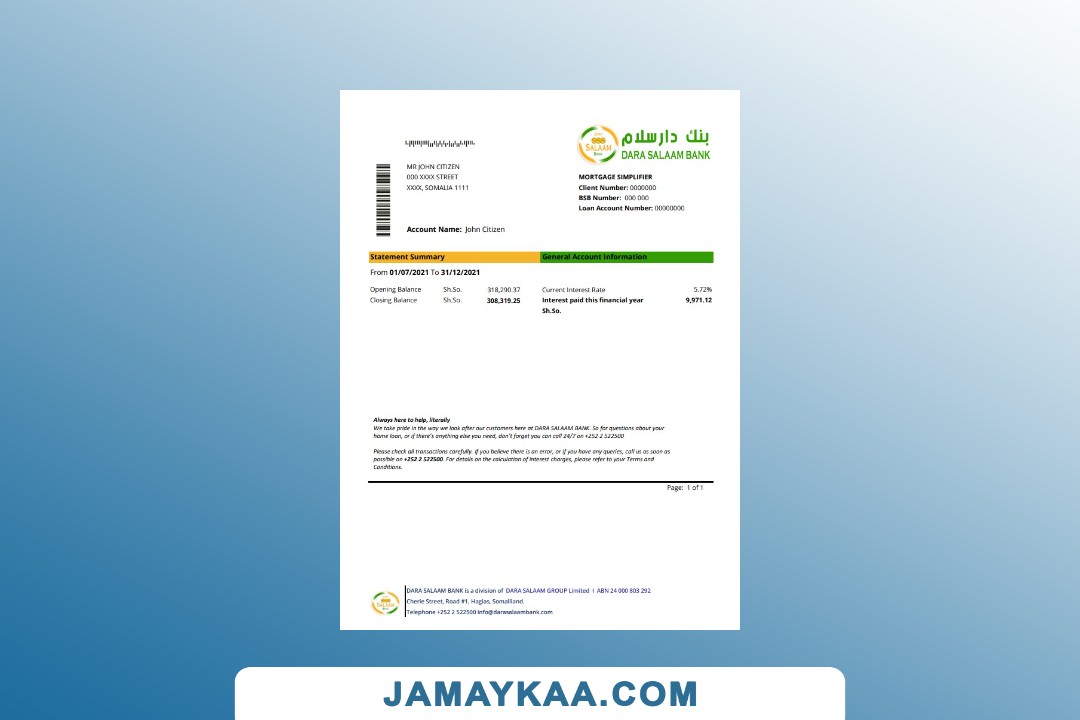 بنك دارسلام
SALAAM
DARA SALAAM BANK
MR JOHN CITIZEN
000 XXXX STREET
XXXX, SOMALIA 1111
MORTGAGE SIMPLIFIER
Client Number: 0000000
BSB Number: 000 000
Loan Account Number: 00000000
Account Name: John Citizen
Statement Summary
General Account Information
From 01/07/2021 To 31/12/2021
Opening Balance Sh.So. 318,290.37
Closing Balance Sh.So. 308,319.25
Current Interest Rate 5.72%
Interest paid this financial year 9,971.12
Sh.So.
Always here to help, literally
We take pride in the way we look after our customers here at DARA SALAAM BANK. So for questions about your
home loan, or if there's anything else you need, don't forget you can call 24/7 on +252 2 522500
Please check all transactions carefully. If you believe there is an error, or if you have any queries, call us as soon as
possible on +252 2 522500. For details on the calculation of interest charges, please refer to your Terms and
Conditions.
Page: 1 of 1
SALAAM
DARA SALAAM BANK is a division of DARA SALAAM GROUP Limited I ABN 24 000 803 292
Cherie Street, Road #1, Haglas, Somaliland.
Telephone +252 2 522500 info@darasalaambank.com
JAMAYKAA.COM